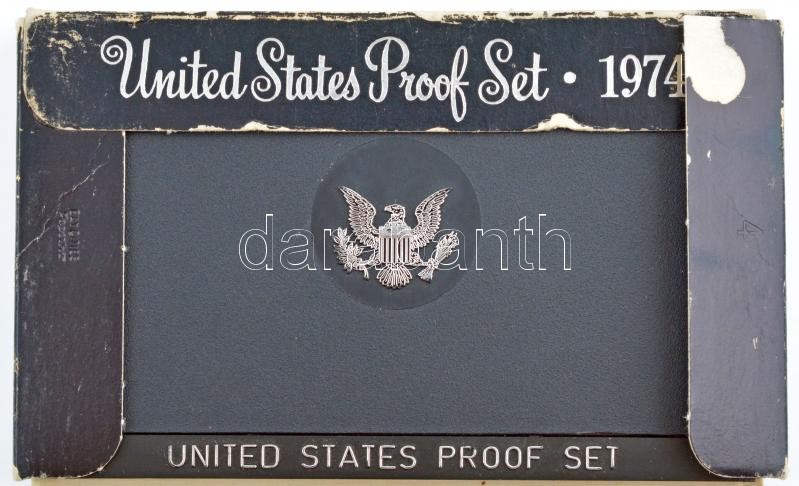 United States Proof Set • 1974
darabanth
UNITED STATES PROOF SET